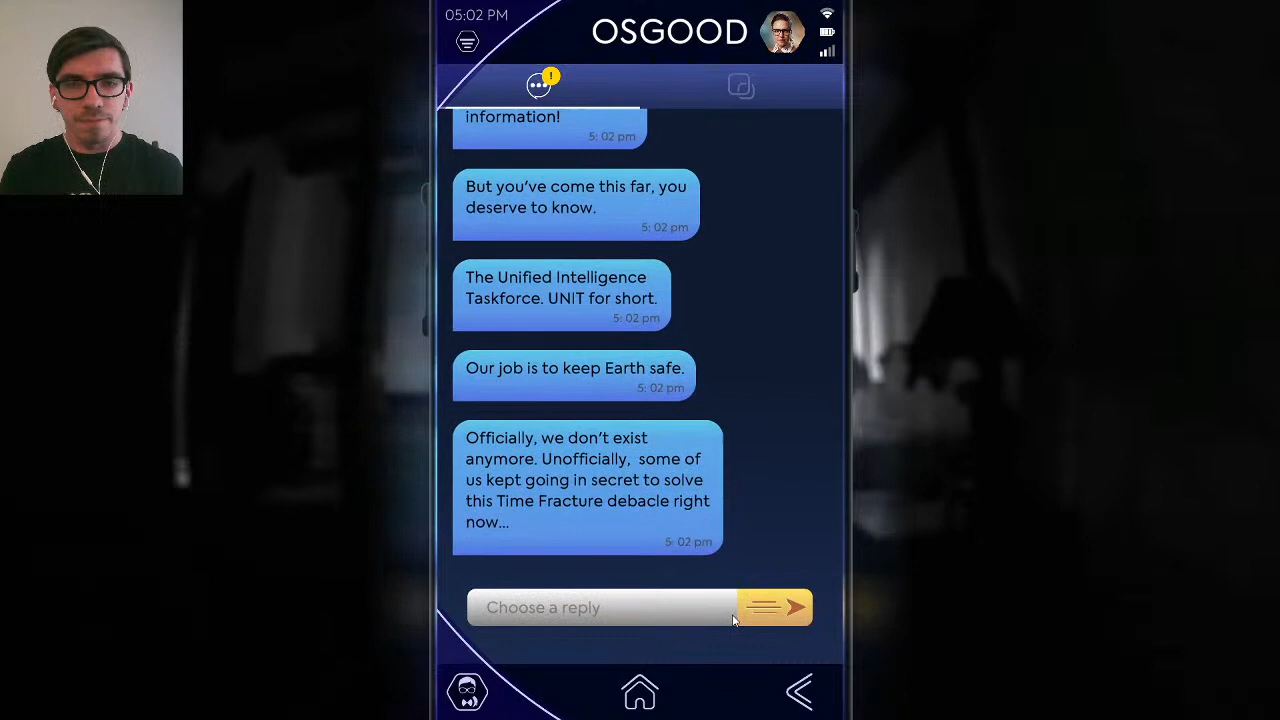 05:02 PM
OSGOOD
!
information!
5: 02 pm
But you've come this far, you
deserve to know.
5: 02 pm
The Unified Intelligence
Taskforce. UNIT for short.
5: 02 pm
Our job is to keep Earth safe.
5: 02 pm
Officially, we don't exist
anymore. Unofficially,  some of
us kept going in secret to solve
this Time Fracture debacle right
now...
5: 02 pm
Choose a reply